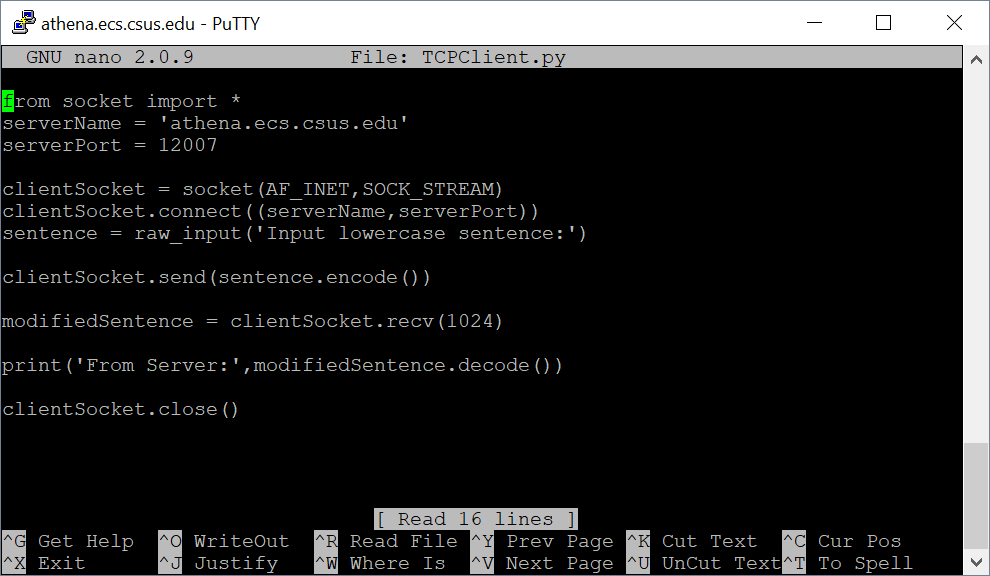 athena.ecs.csus.edu - PuTTY
GNU nano 2.0.9 File: TCPClient.py
from socket import *
serverName = 'athena.ecs.csus.edu'
serverPort = 12007
clientSocket = socket(AF_INET,SOCK_STREAM)
clientSocket.connect((serverName,serverPort))
sentence = raw_input('Input lowercase sentence:')
clientSocket.send(sentence.encode())
modifiedSentence = clientSocket.recv(1024)
print('From Server:',modifiedSentence.decode())
clientSocket.close()
[ Read 16 lines ]
^G Get Help ^O WriteOut ^R Read File ^Y Prev Page ^K Cut Text ^C Cur Pos
^X Exit ^J Justify ^W Where Is ^V Next Page ^U UnCut Text^T To Spell